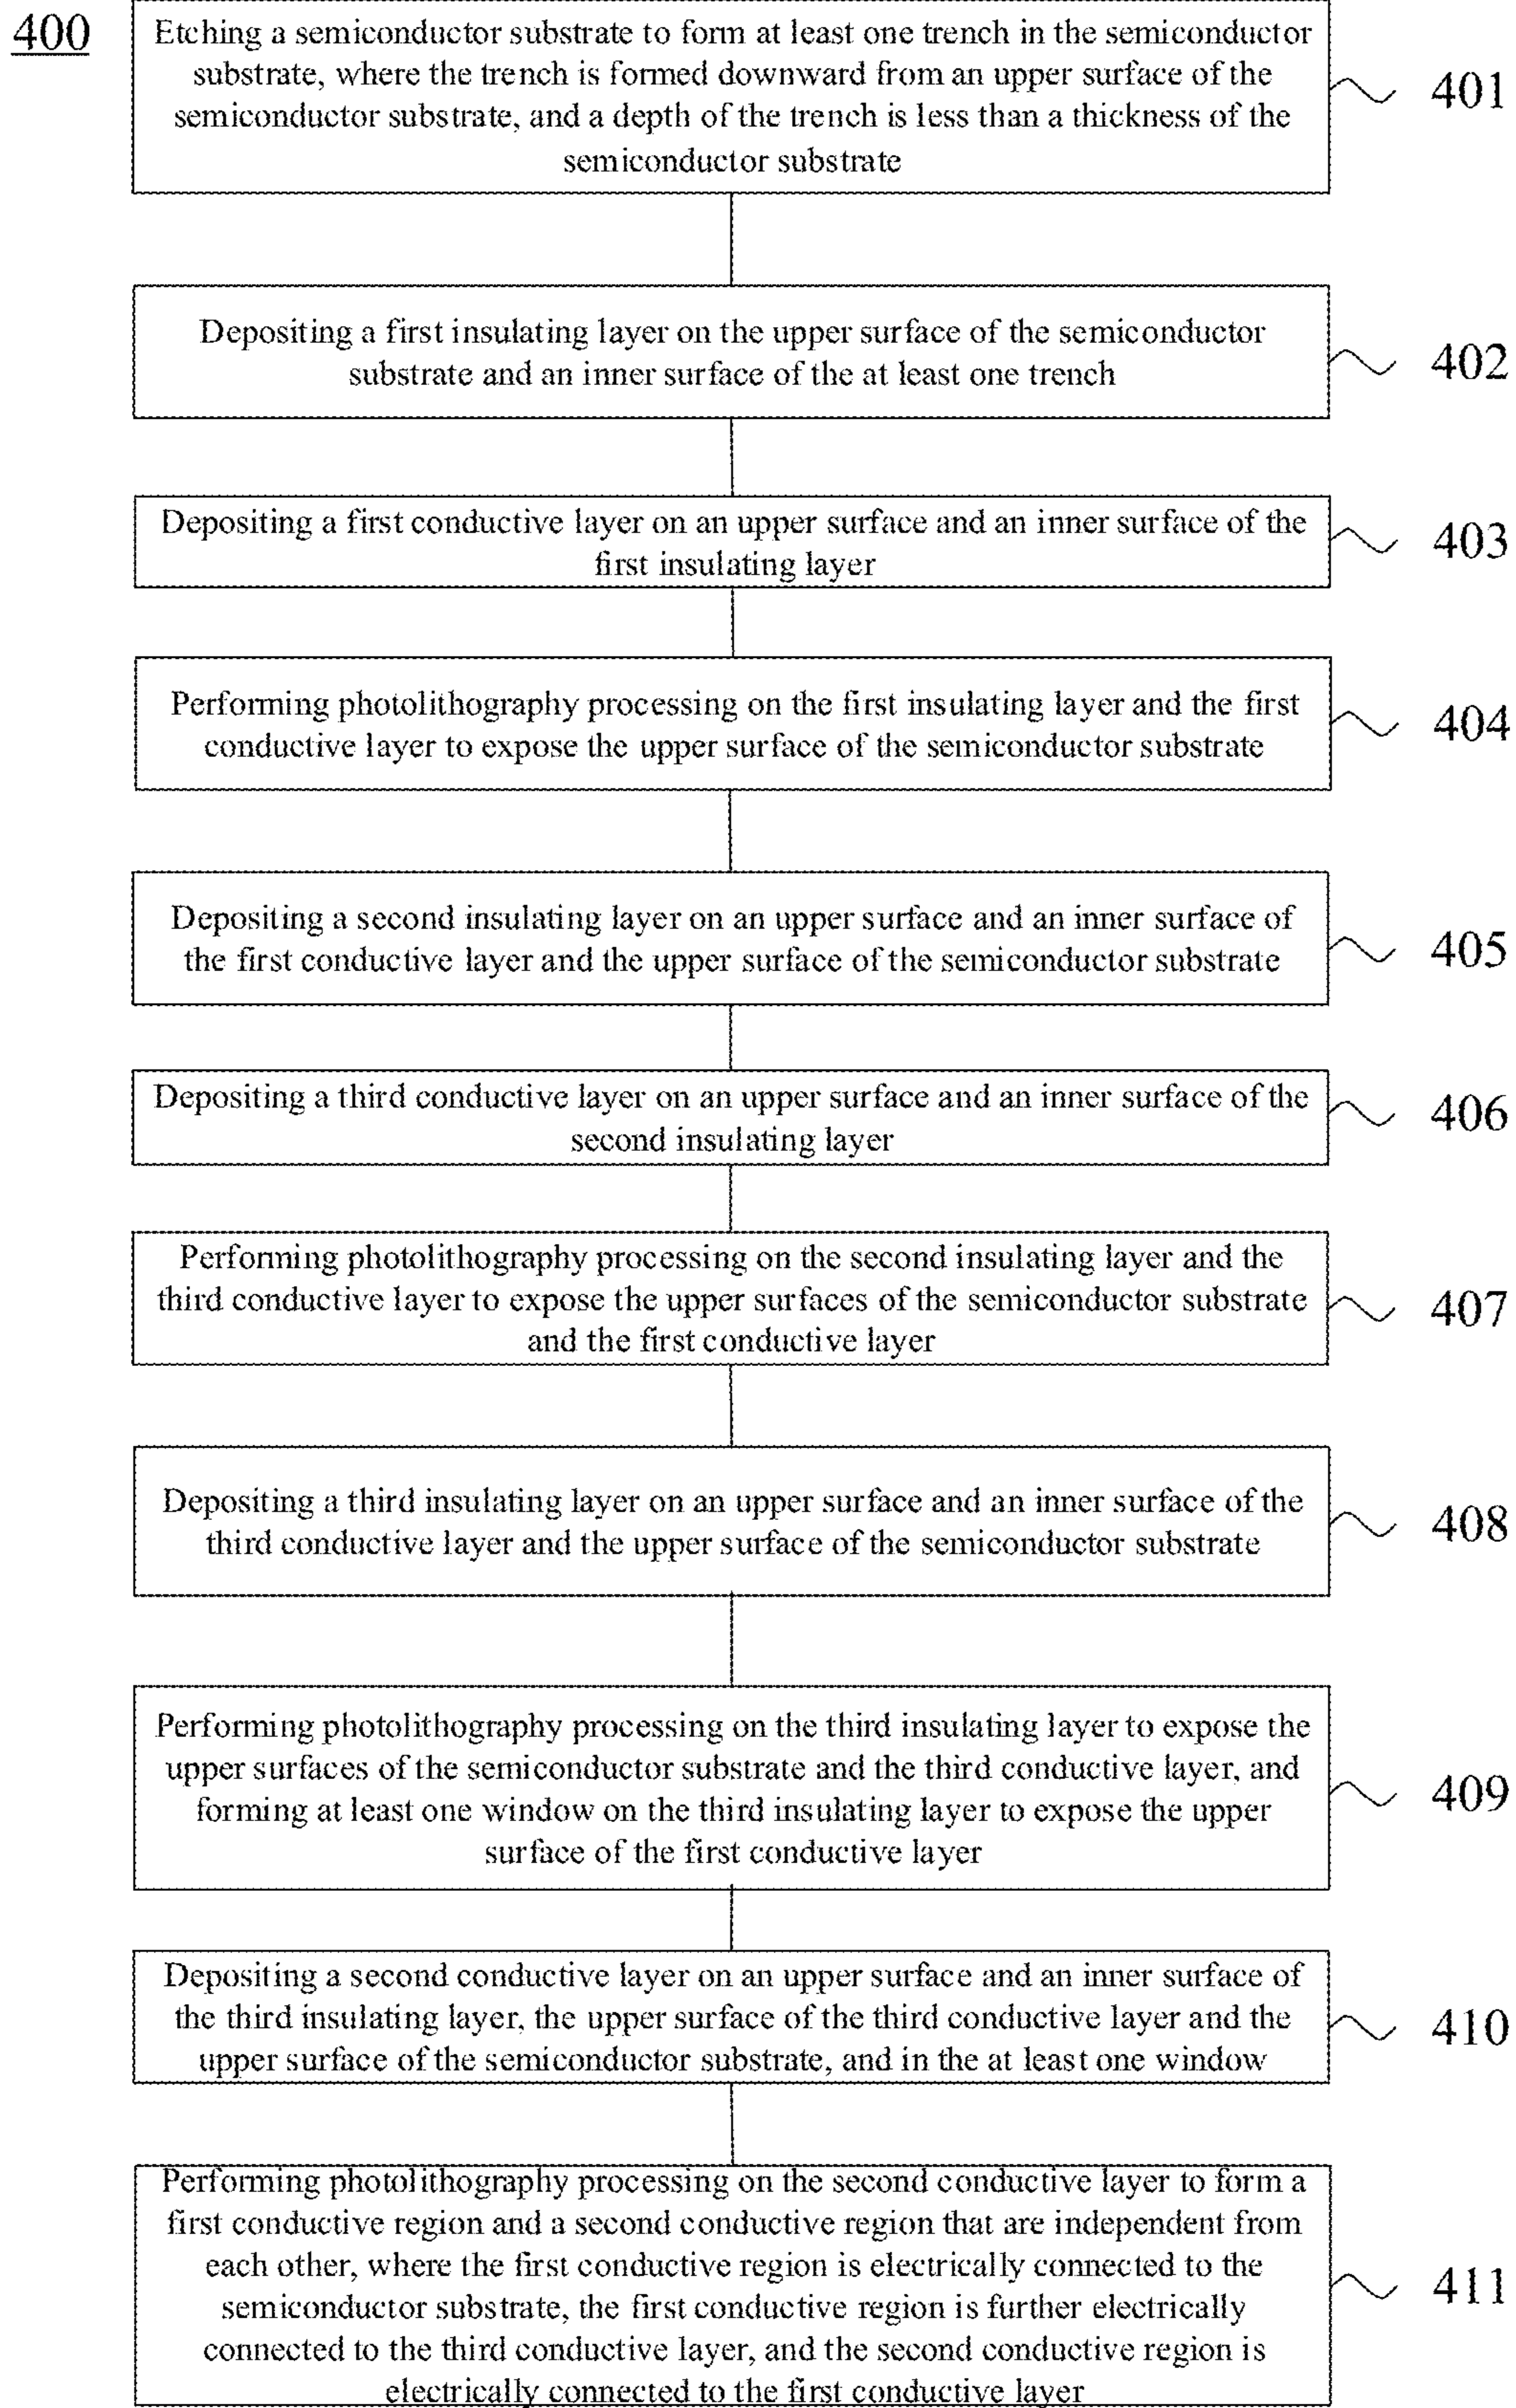 400
Etching a semiconductor substrate to form at least one trench in the semiconductor
substrate, where the trench is formed downward from an upper surface of the
semiconductor substrate, and a depth of the trench is less than a thickness of the
semiconductor substrate
401
Depositing a first insulating layer on the upper surface of the semiconductor
substrate and an inner surface of the at least one trench
402
Depositing a first conductive layer on an upper surface and an inner surface of the
first insulating layer
403
Performing photolithography processing on the first insulating layer and the first
conductive layer to expose the upper surface of the semiconductor substrate
404
Depositing a second insulating layer on an upper surface and an inner surface of
the first conductive layer and the upper surface of the semiconductor substrate
405
Depositing a third conductive layer on an upper surface and an inner surface of the
second insulating layer
406
Performing photolithography processing on the second insulating layer and the
third conductive layer to expose the upper surfaces of the semiconductor substrate
and the first conductive layer
407
Depositing a third insulating layer on an upper surface and an inner surface of the
third conductive layer and the upper surface of the semiconductor substrate
408
Performing photolithography processing on the third insulating layer to expose the
upper surfaces of the semiconductor substrate and the third conductive layer, and
forming at least one window on the third insulating layer to expose the upper
surface of the first conductive layer
409
Depositing a second conductive layer on an upper surface and an inner surface of
the third insulating layer, the upper surface of the third conductive layer and the
upper surface of the semiconductor substrate, and in the at least one window
410
Performing photolithography processing on the second conductive layer to form a
first conductive region and a second conductive region that are independent from
each other, where the first conductive region is electrically connected to the
semiconductor substrate, the first conductive region is further electrically
connected to the third conductive layer, and the second conductive region is
electrically connected to the first conductive layer
411